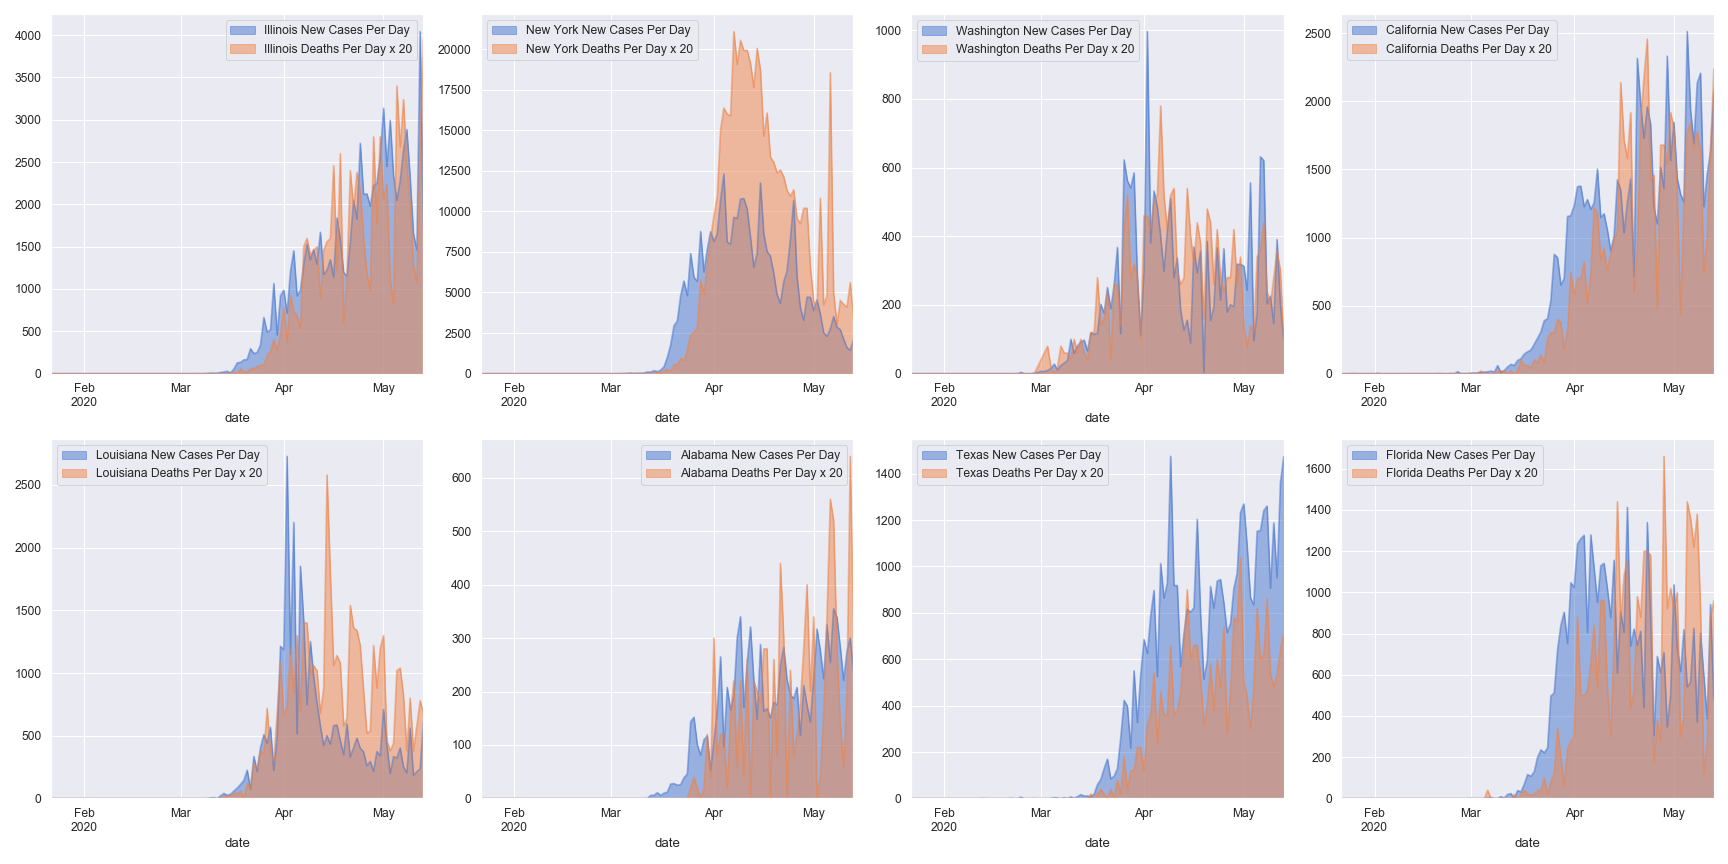 Illinois New Cases Per Day
Illinois Deaths Per Day x 20
4000
3500
3000
2500
2000
1500
1000
500
0
Feb
2020
Mar
Apr
May
date
New York New Cases Per Day
New York Deaths Per Day x 20
20000
17500
15000
12500
10000
7500
5000
2500
0
Feb
2020
Mar
Apr
May
date
Washington New Cases Per Day
Washington Deaths Per Day x 20
1000
800
600
400
200
0
Feb
2020
Mar
Apr
May
date
California New Cases Per Day
California Deaths Per Day x 20
2500
2000
1500
1000
500
0
Feb
2020
Mar
Apr
May
date
Louisiana New Cases Per Day
Louisiana Deaths Per Day x 20
2500
2000
1500
1000
500
0
Feb
2020
Mar
Apr
May
date
Alabama New Cases Per Day
Alabama Deaths Per Day x 20
600
500
400
300
200
100
0
Feb
2020
Mar
Apr
May
date
Texas New Cases Per Day
Texas Deaths Per Day x 20
1400
1200
1000
800
600
400
200
0
Feb
2020
Mar
Apr
May
date
Florida New Cases Per Day
Florida Deaths Per Day x 20
1600
1400
1200
1000
800
600
400
200
0
Feb
2020
Mar
Apr
May
date